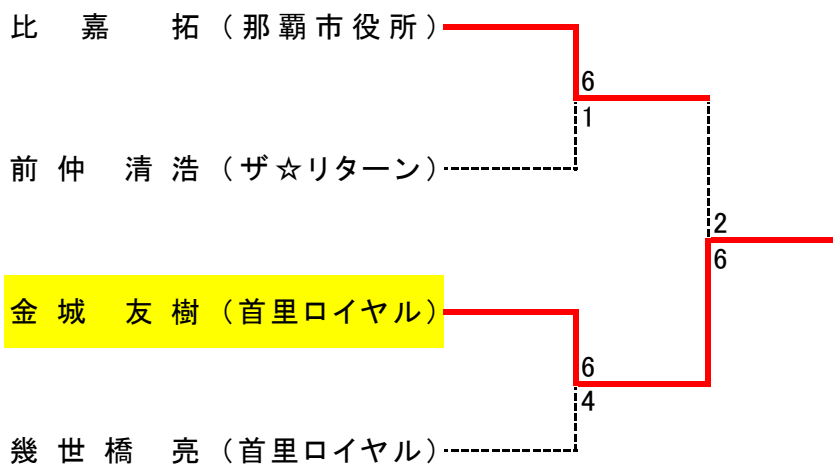 比嘉 拓（那覇市役所）
6
1
前仲 清浩（ザ☆リターン）
2
6
金城 友樹（首里ロイヤル）
6
4
幾世橋 亮（首里ロイヤル）